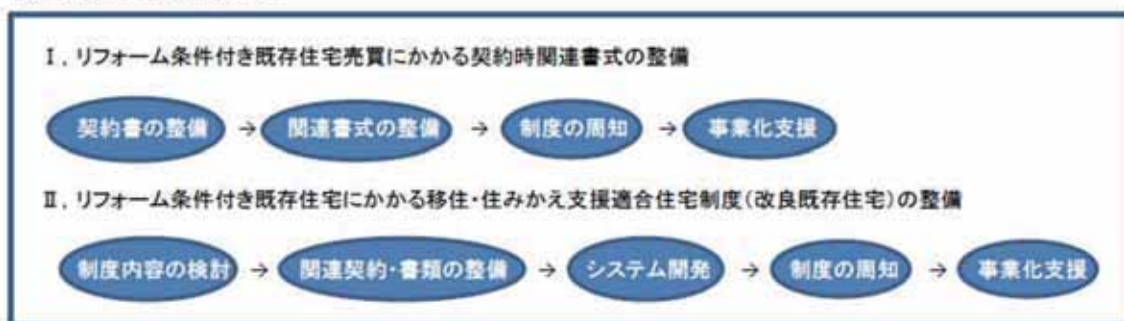 Ⅰ. リフォーム条件付き既存住宅売買にかかる契約時関連書式の整備
契約書の整備 → 関連書式の整備 → 制度の周知 → 事業化支援
Ⅱ. リフォーム条件付き既存住宅にかかる移住・住みかえ支援適合住宅制度(改良既存住宅)の整備
制度内容の検討 → 関連契約・書類の整備 → システム開発 → 制度の周知 → 事業化支援